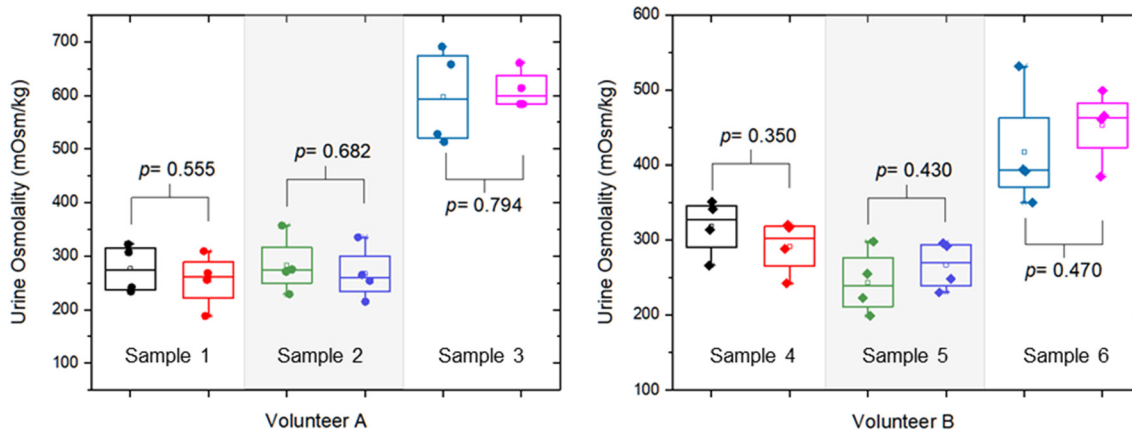 Urine Osmolality (mOsm/kg)
700
600
500
400
300
200
100
p= 0.555
p= 0.682
p= 0.794
Sample 1
Sample 2
Sample 3
Volunteer A
Urine Osmolality (mOsm/kg)
600
500
400
300
200
100
p= 0.350
p= 0.430
p= 0.470
Sample 4
Sample 5
Sample 6
Volunteer B